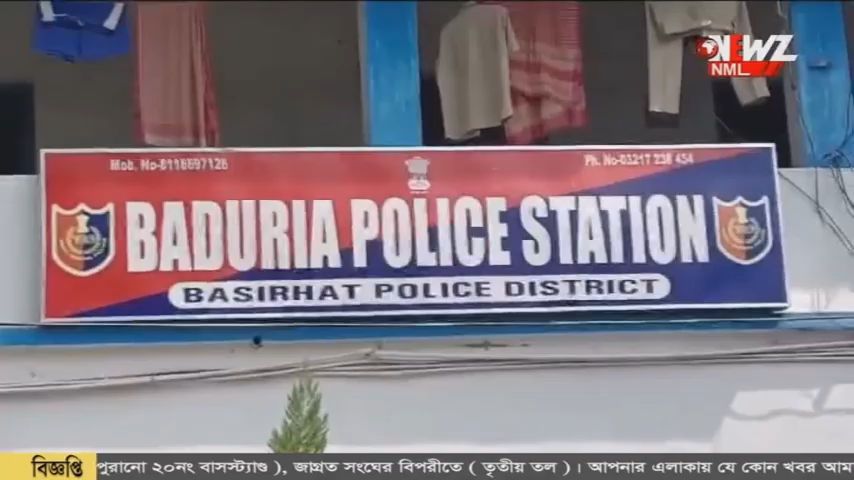 NEWZ
NML
Mob. No-8116697126 Ph. No-03217 238 454
BADURIA POLICE STATION
BASIRHAT POLICE DISTRICT
বিজ্ঞপ্তি পুরানো ২০নং বাসস্ট্যাণ্ড ), জাগ্রত সংঘের বিপরীতে ( তৃতীয় তল ) । আপনার এলাকায় যে কোন খবর আম